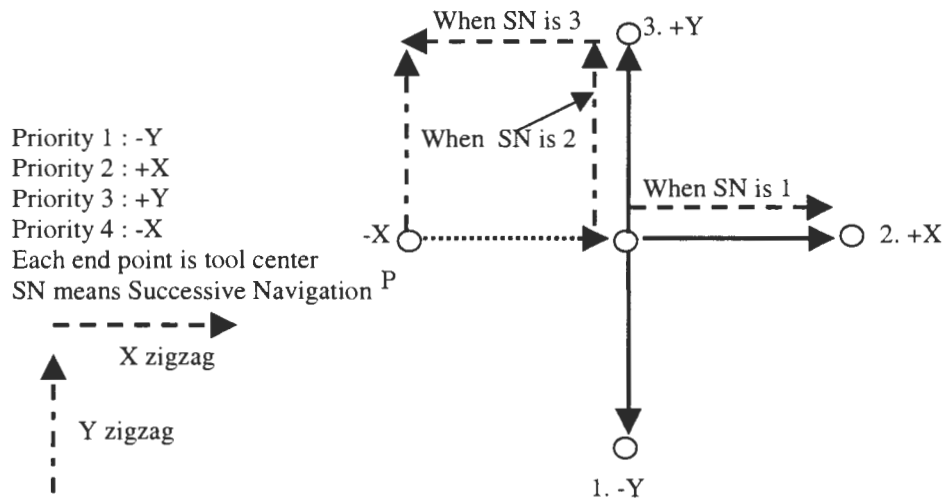 When SN is 3
3. +Y
Priority 1 : -Y
Priority 2 : +X
Priority 3 : +Y
Priority 4 : -X
Each end point is tool center
SN means Successive Navigation
When SN is 2
When SN is 1
-X
2. +X
P
X zigzag
Y zigzag
1. -Y